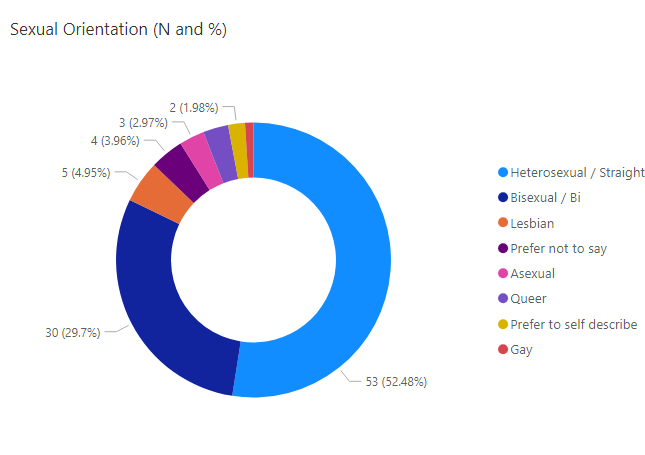 Sexual Orientation (N and %)
2 (1.98%)
3 (2.97%)
4 (3.96%)
5 (4.95%)
30 (29.7%)
53 (52.48%)
Heterosexual / Straight
Bisexual / Bi
Lesbian
Prefer not to say
Asexual
Queer
Prefer to self describe
Gay